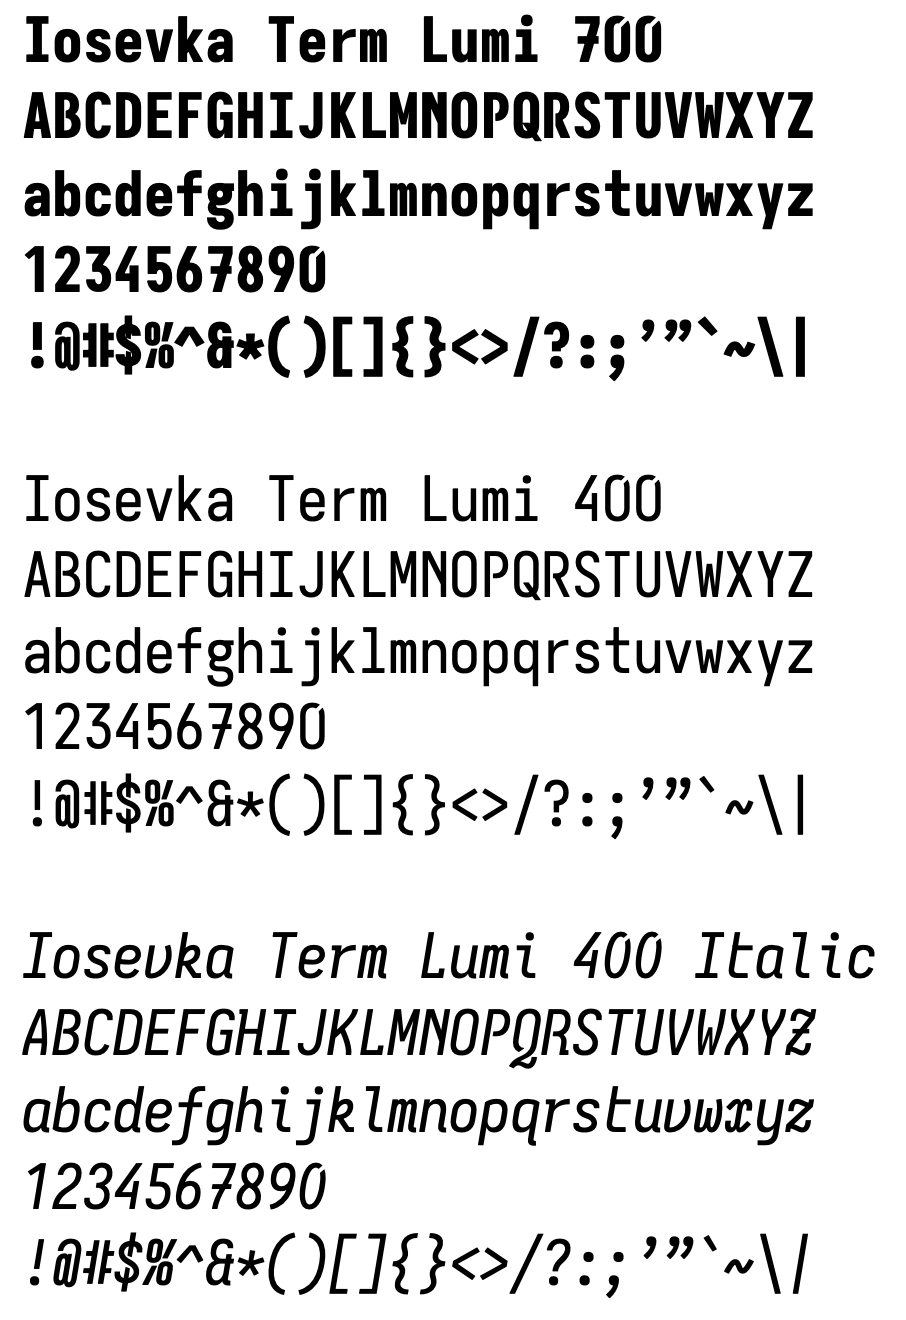 Iosevka Term Lumi 700
ABCDEFGHIJKLMNOPQRSTUVWXYZ
abcdefghijklmnopqrstuvwxyz
1234567890
!@#$%^&*()[]{}<>/?:;’”`~\|
Iosevka Term Lumi 400
ABCDEFGHIJKLMNOPQRSTUVWXYZ
abcdefghijklmnopqrstuvwxyz
1234567890
!@#$%^&*()[]{}<>/?:;’”`~\|
Iosevka Term Lumi 400 Italic
ABCDEFGHIJKLMNOPQRSTUVWXYZ
abcdefghijklmnopqrstuvwxyz
1234567890
!@#$%^&*()[]{}<>/?:;’”`~\|